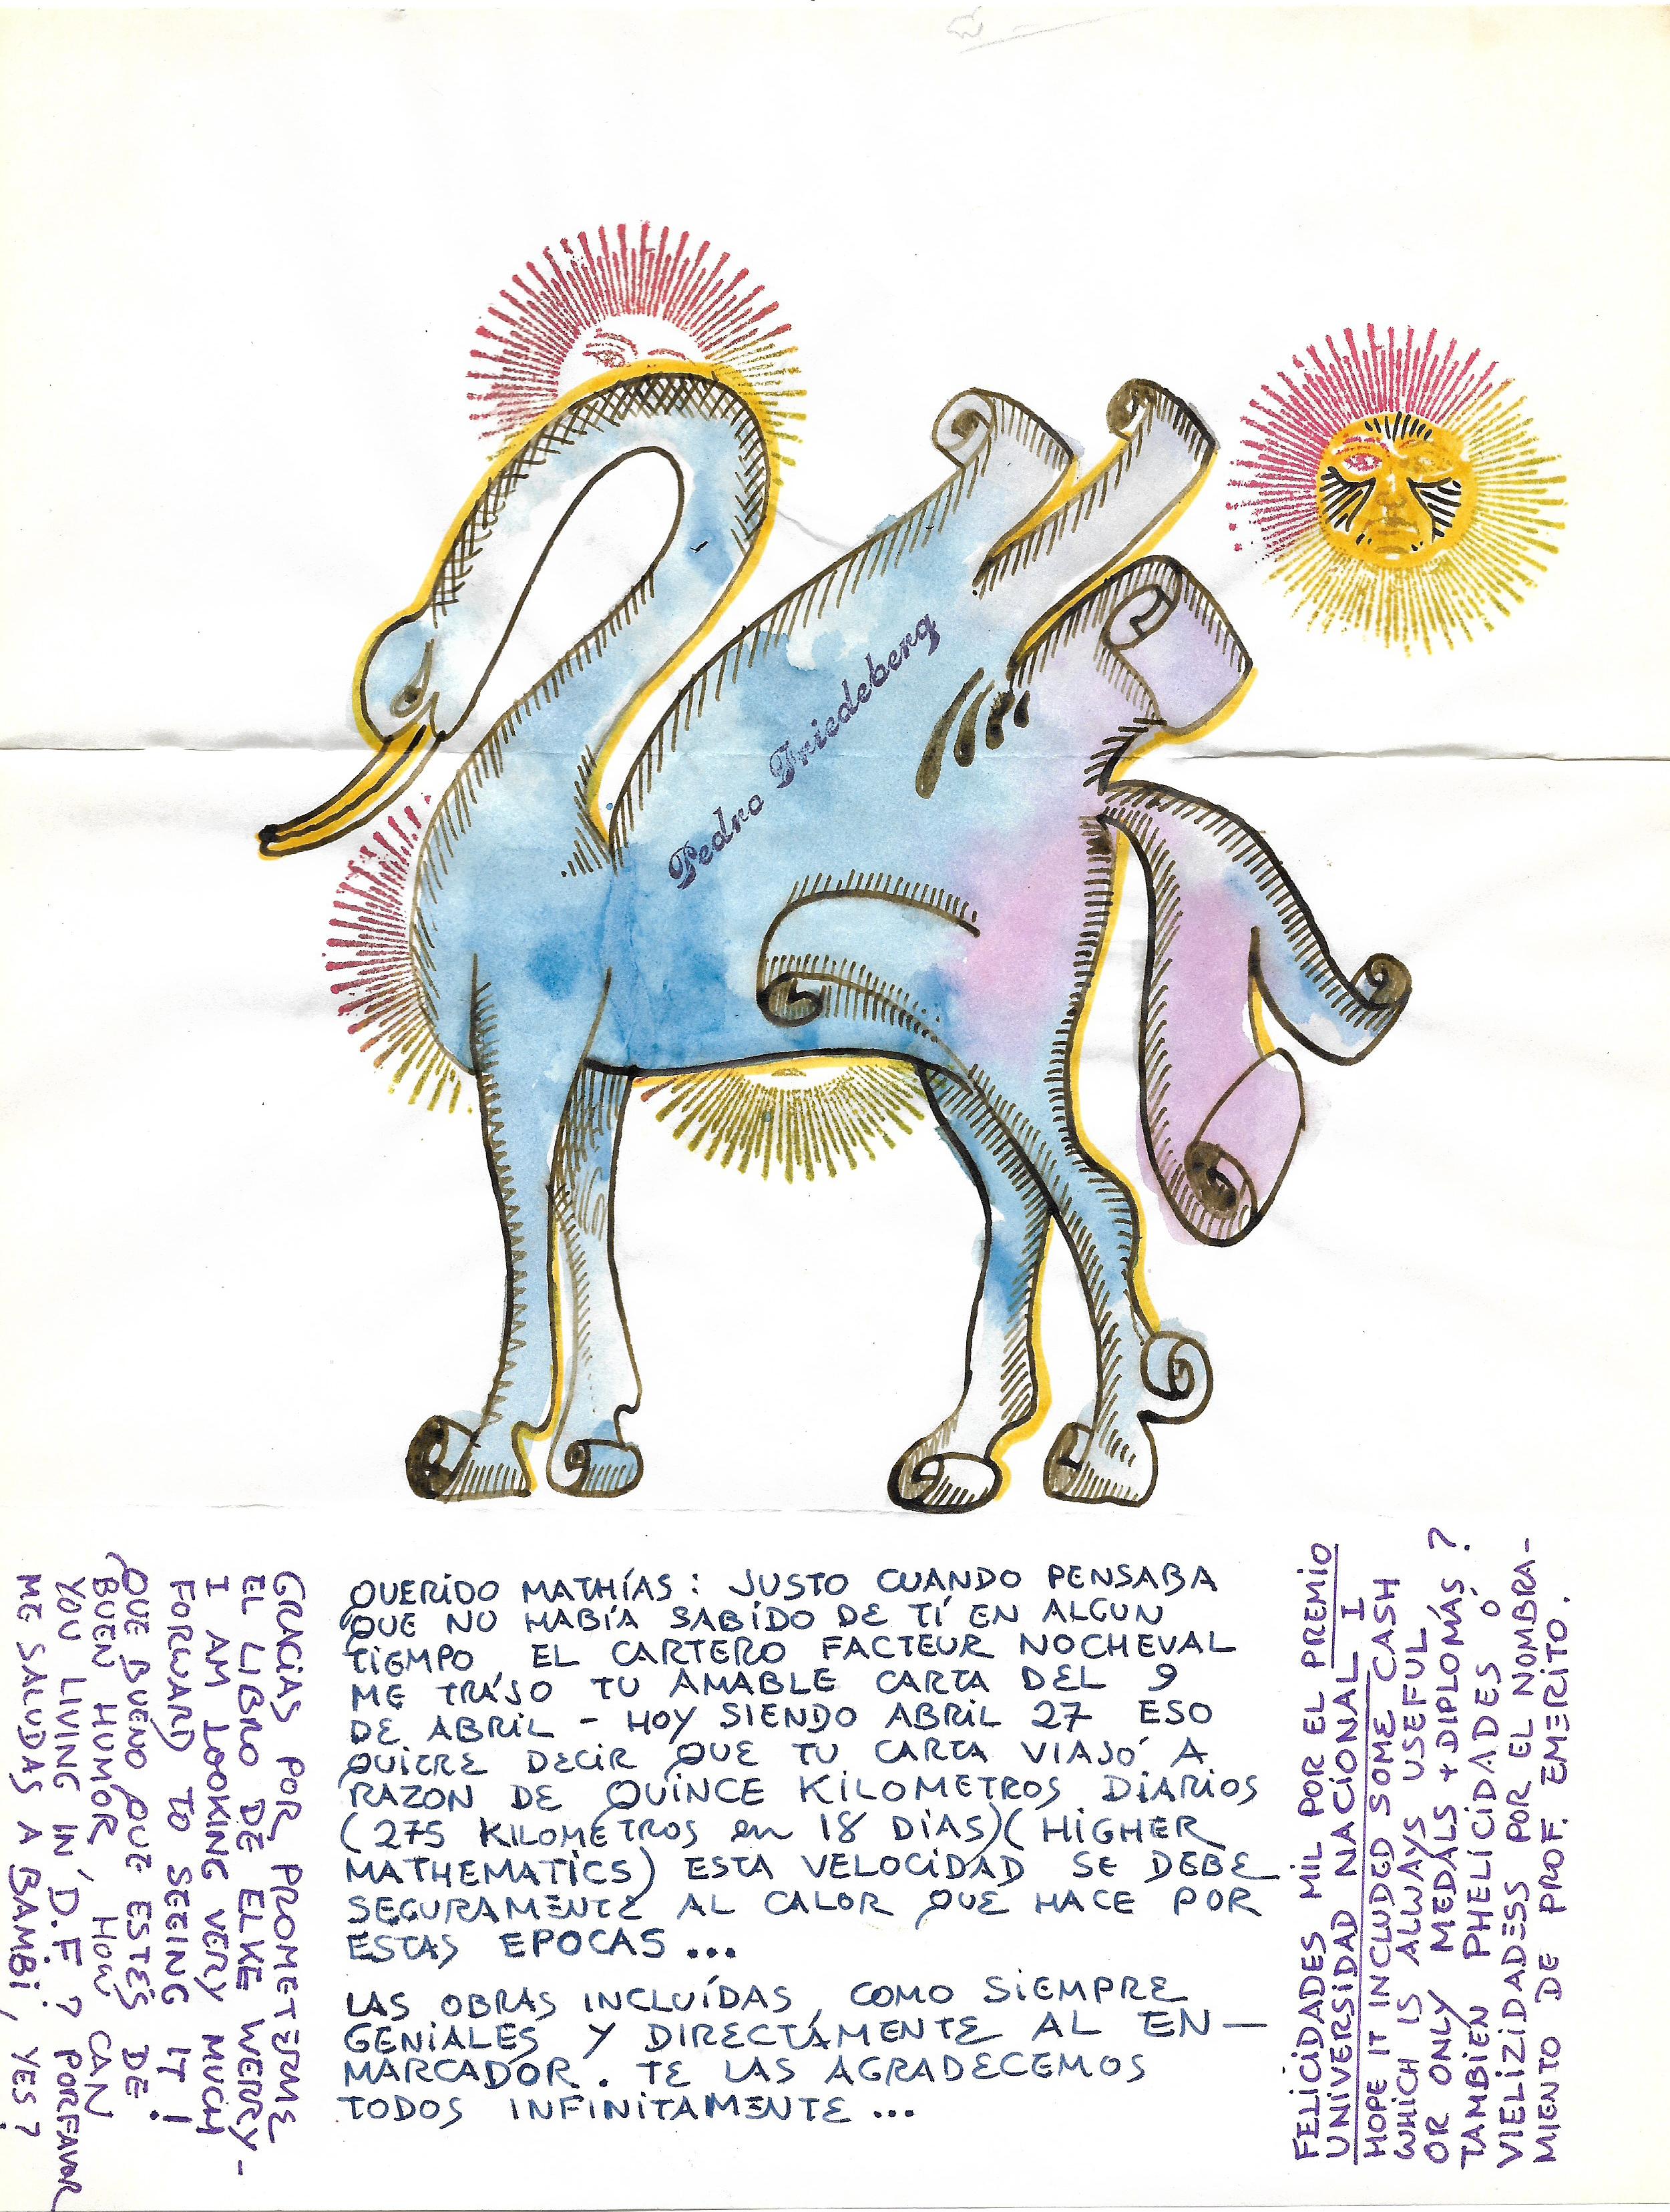 Pedro Friedeberg
QUERIDO MATHÍAS: JUSTO CUANDO PENSABA
QUE NO HABÍA SABIDO DE TÍ EN ALGUN
TIEMPO EL CARTERO FACTEUR NOCHEVAL
ME TRÁJO TU AMABLE CARTA DEL 9
DE ABRIL - HOY SIENDO ABRIL 27 ESO
QUIERE DECIR QUE TU CARTA VIAJÓ A
RAZON DE QUINCE KILOMETROS DIARIOS
(275 KILOMÉTROS en 18 DÍAS)(HIGHER
MATHEMATICS) ESTA VELOCIDAD SE DEBE
SEGURAMENTE AL CALOR QUE HACE POR
ESTAS EPOCAS...
LAS OBRAS INCLUÍDAS, COMO SIEMPRE
GENIALES Y DIRECTÁMENTE AL EN-
MARCADOR. TE LAS AGRADECEMOS
TODOS INFINITAMENTE...
FELICIDADES MIL POR EL PREMIO
UNIVERSIDAD NACIONAL I
HOPE IT INCLUDED SOME CASH
WHICH IS ALWAYS USEFUL
OR ONLY MEDALS + DIPLOMÁS?
TAMBIÉN PHELICIDADES Ó
VIELIZIDADESS POR EL NOMBRA-
MIENTO DE PROF. EMERITO.
GRACIAS POR PROMETERME
EL LIBRO DE ELKE WERRY-
I AM LOOKING VERY MUCH
FORWARD TO SEEING IT!
QUE BUENO QUE ESTÉS DE
BUEN HUMOR, HOW CAN
YOU LIVING IN D.F? PORFAVOR
ME SALUDAS A BAMBI, YES?